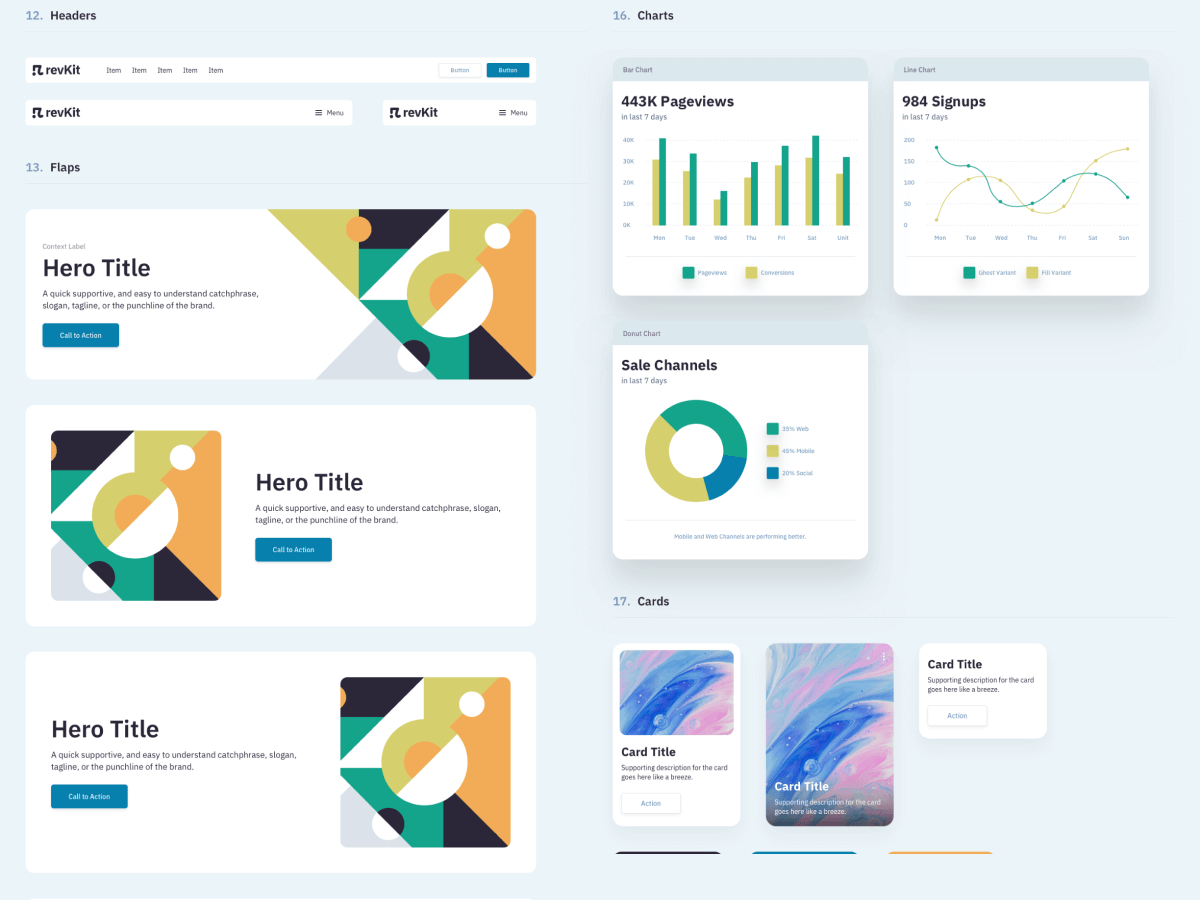 12. Headers
revKit Item Item Item Item Item Button Button
revKit Menu
revKit Menu
13. Flaps
Context Label
Hero Title
A quick supportive, and easy to understand catchphrase,
slogan, tagline, or the punchline of the brand.
Call to Action
Hero Title
A quick supportive, and easy to understand catchphrase, slogan,
tagline, or the punchline of the brand.
Call to Action
Hero Title
A quick supportive, and easy to understand catchphrase, slogan,
tagline, or the punchline of the brand.
Call to Action
16. Charts
Bar Chart
443K Pageviews
in last 7 days
40K
30K
20K
10K
0K
Mon Tue Wed Thu Fri Sat Unit
Pageviews Conversions
Line Chart
984 Signups
in last 7 days
200
150
100
50
0
Mon Tue Wed Thu Fri Sat Sun
Ghost Variant Fill Variant
Donut Chart
Sale Channels
in last 7 days
35% Web
45% Mobile
20% Social
Mobile and Web Channels are performing better.
17. Cards
Card Title
Supporting description for the card
goes here like a breeze.
Action
Card Title
Supporting description for the card
goes here like a breeze.
Card Title
Supporting description for the card
goes here like a breeze.
Action